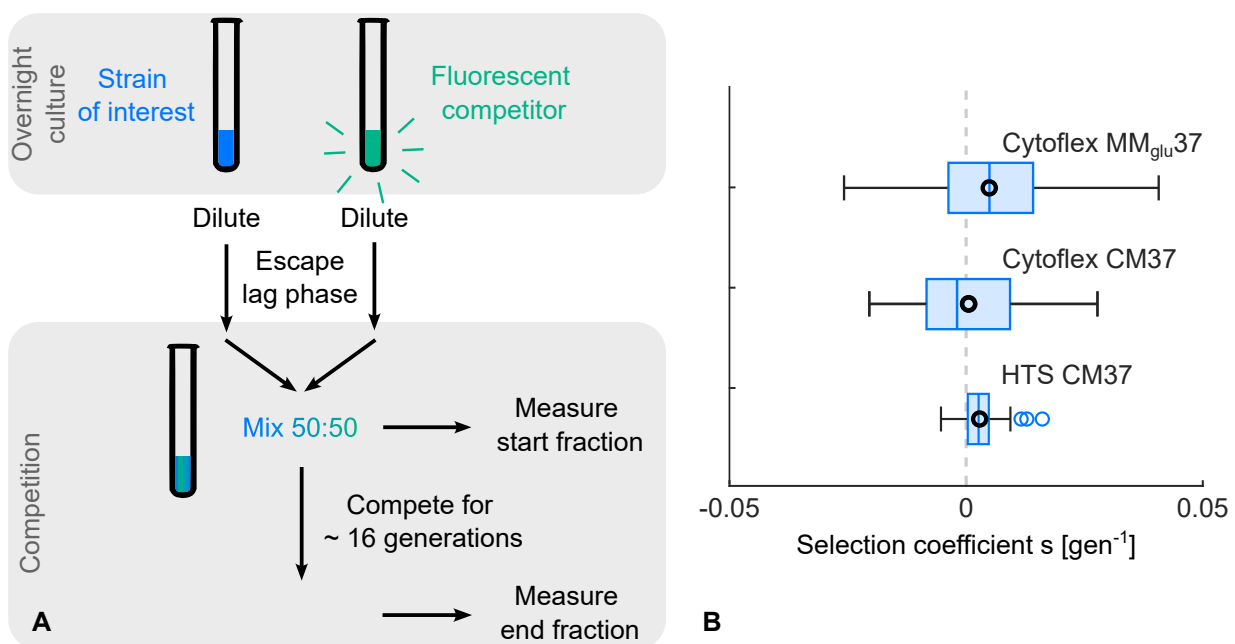 Overnight
culture
Strain
of interest
Fluorescent
competitor
Dilute
Dilute
Escape
lag phase
Competition
Mix 50:50
Measure
start fraction
Compete for
~ 16 generations
Measure
end fraction
A
Cytoflex MMglu37
Cytoflex CM37
HTS CM37
-0.05
0
0.05
Selection coefficient s [gen-1]
B